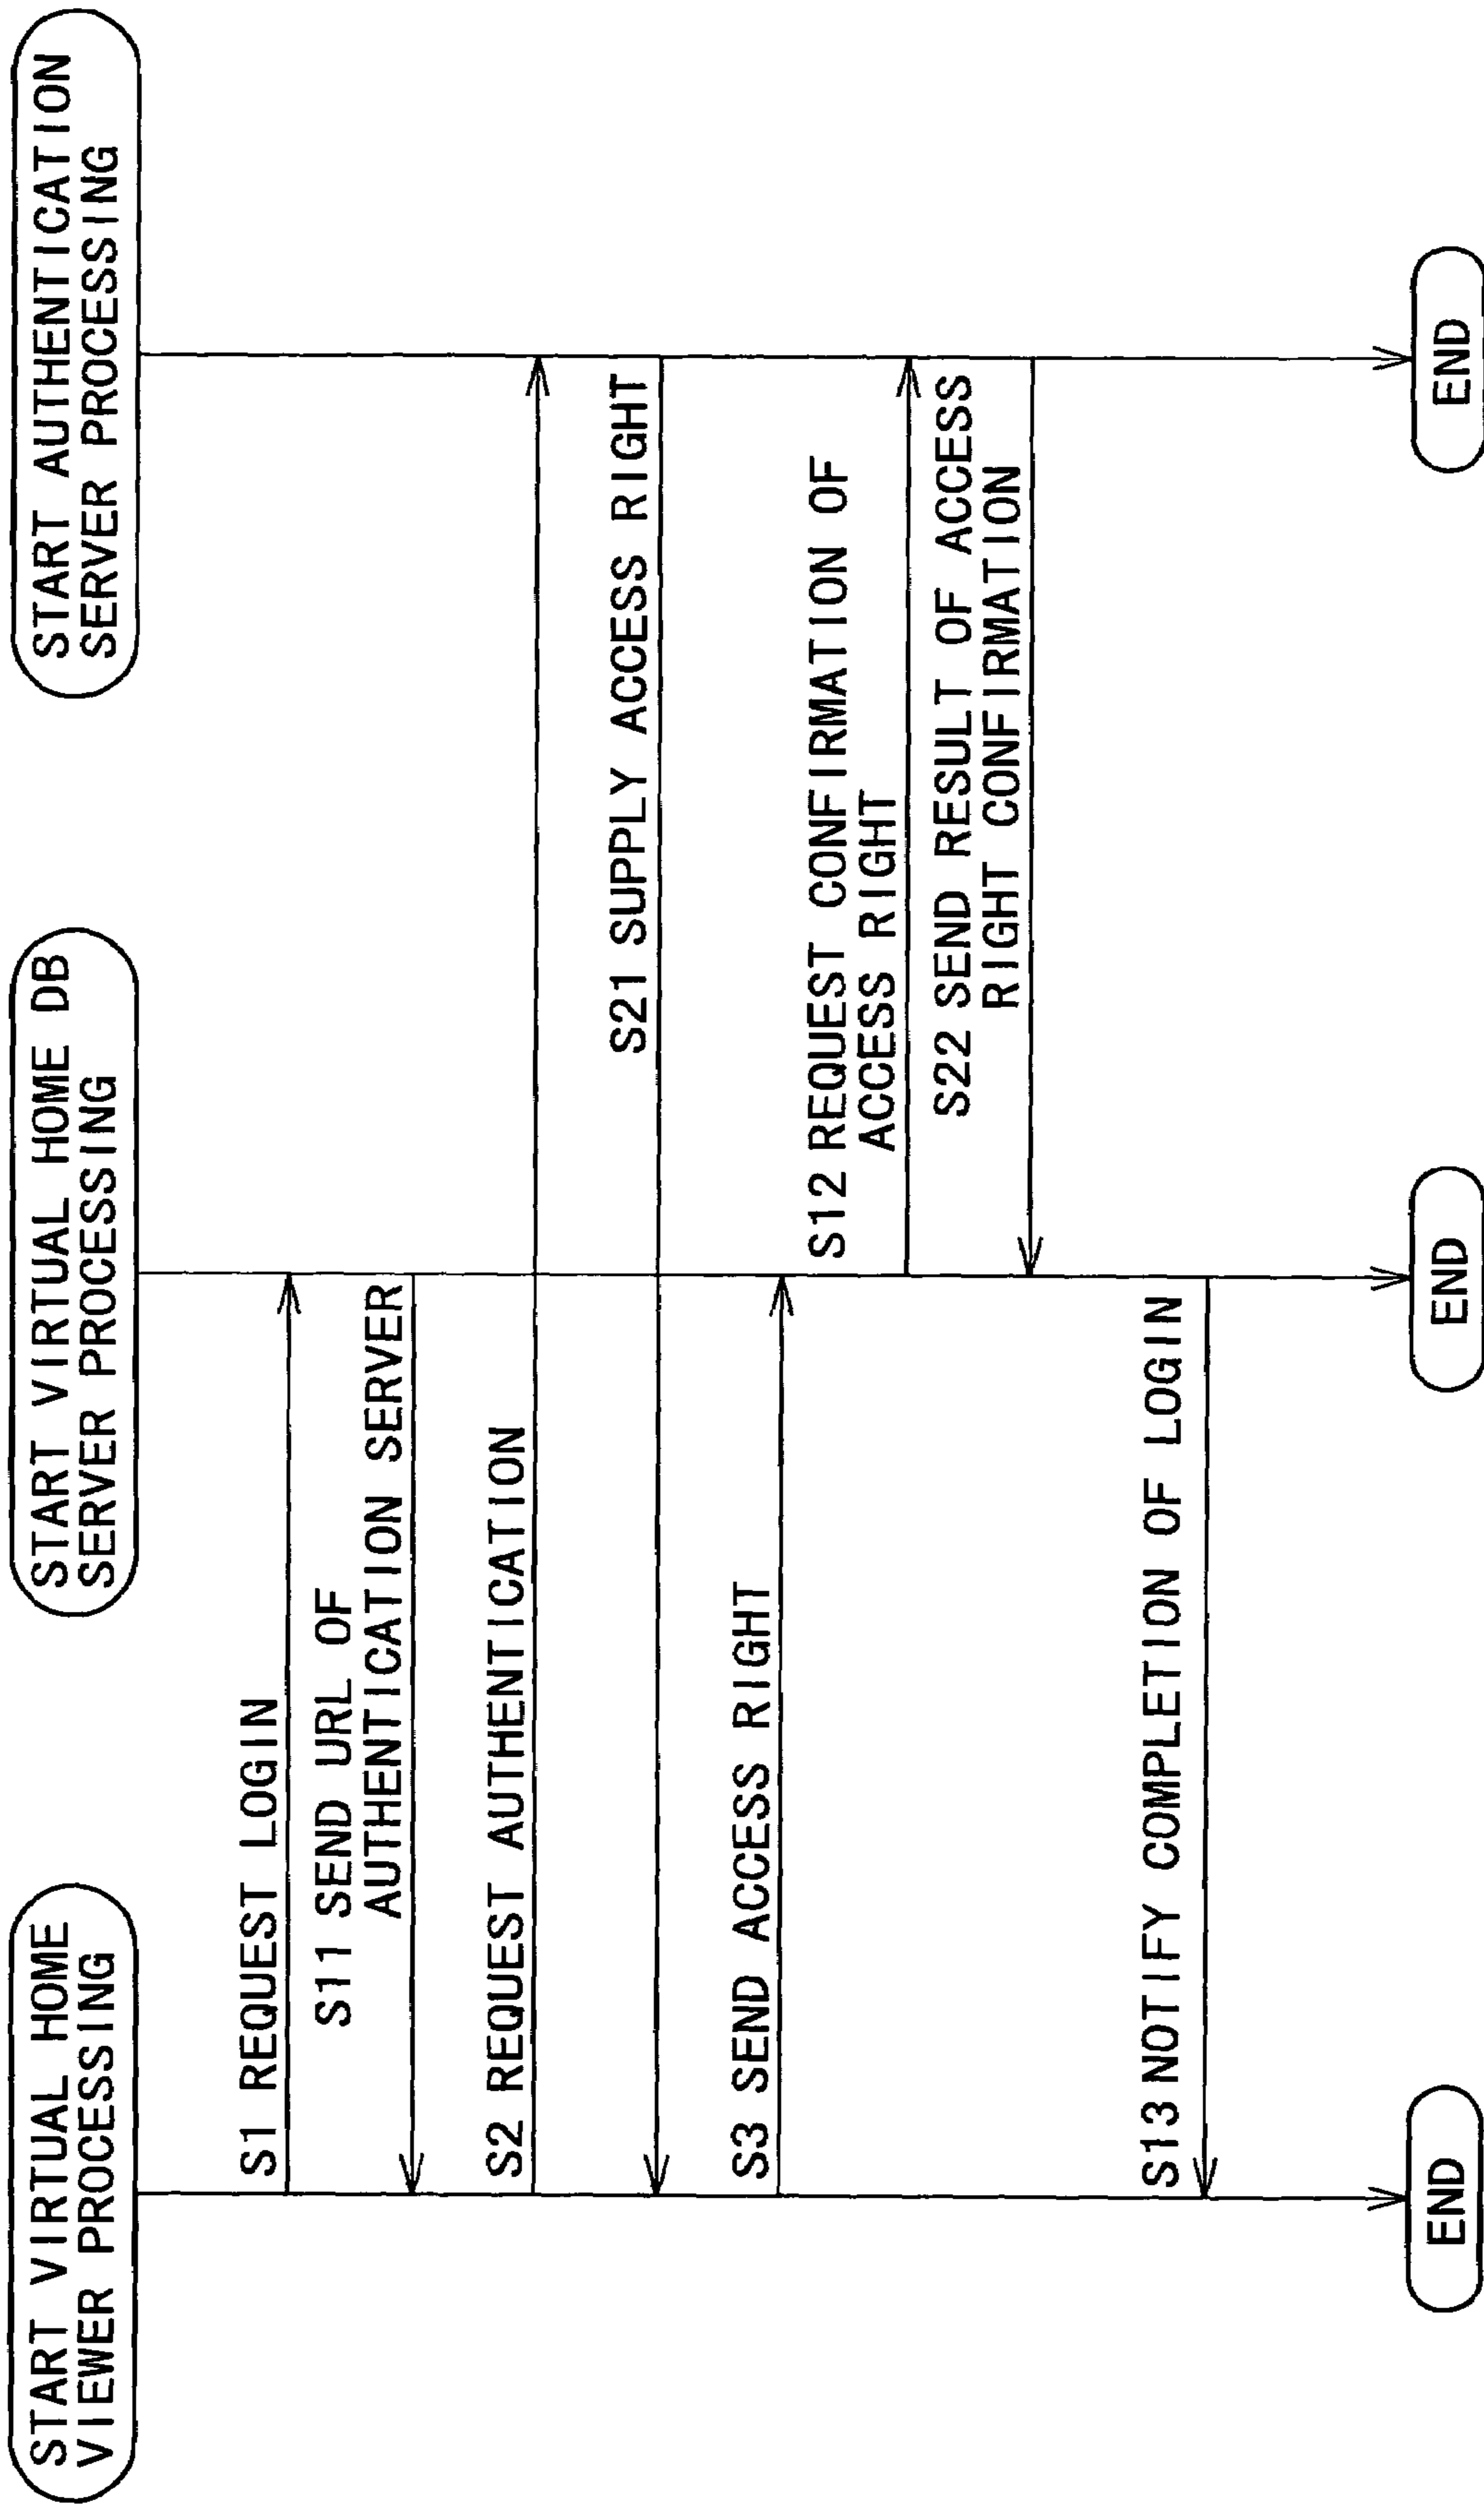 START VIRTUAL HOME
VIEWER PROCESSING
START VIRTUAL HOME DB
SERVER PROCESSING
START AUTHENTICATION
SERVER PROCESSING
S1 REQUEST LOGIN
S11 SEND URL OF
AUTHENTICATION SERVER
S2 REQUEST AUTHENTICATION
S21 SUPPLY ACCESS RIGHT
S3 SEND ACCESS RIGHT
S12 REQUEST CONFIRMATION OF
ACCESS RIGHT
S22 SEND RESULT OF ACCESS
RIGHT CONFIRMATION
S13 NOTIFY COMPLETION OF LOGIN
END
END
END